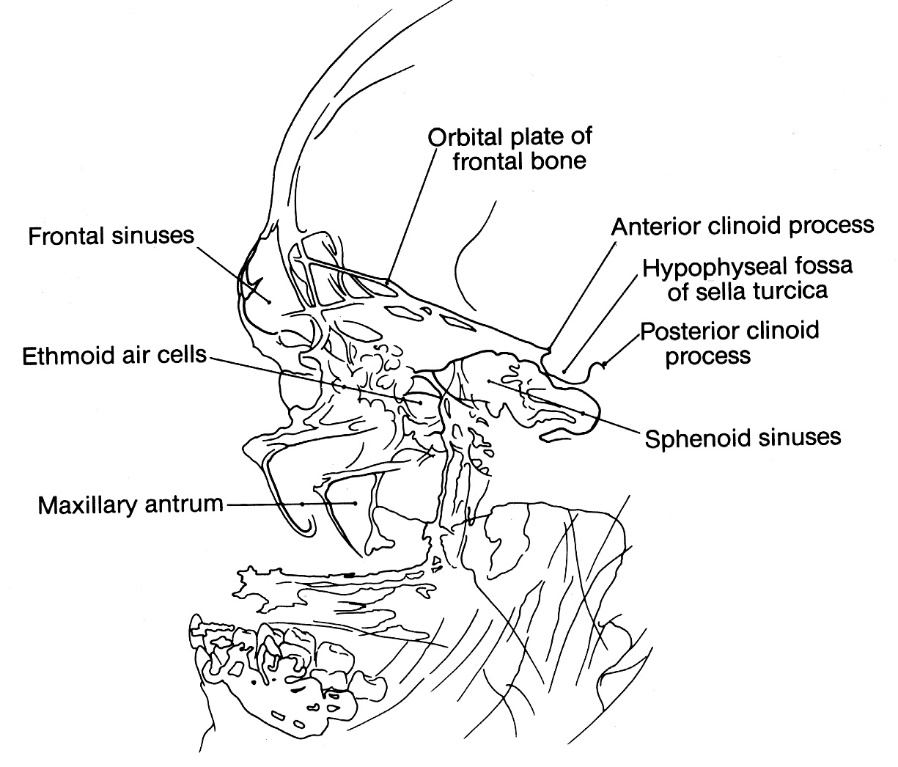 Orbital plate of
frontal bone
Frontal sinuses
Anterior clinoid process
Hypophyseal fossa
of sella turcica
Posterior clinoid
process
Ethmoid air cells
Sphenoid sinuses
Maxillary antrum